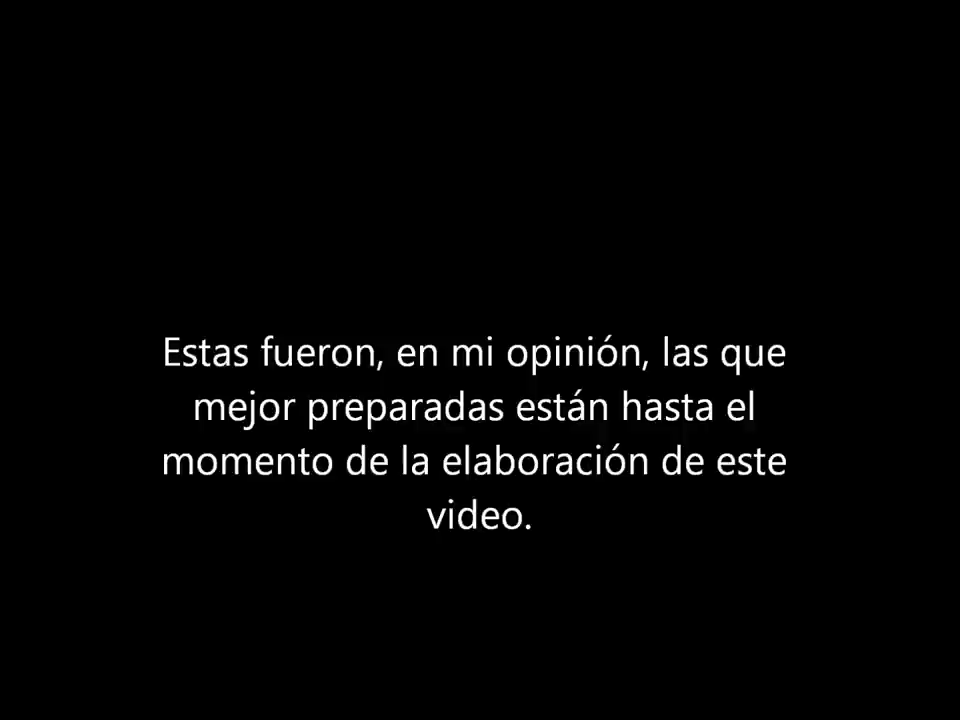 Estas fueron, en mi opinión, las que
mejor preparadas están hasta el
momento de la elaboración de este
video.